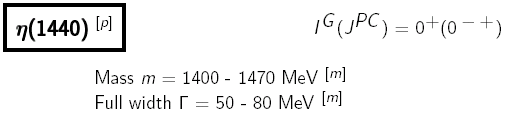 η(1440) [p] I^G(J^PC) = 0^+(0^-+)
Mass m = 1400 - 1470 MeV [m]
Full width Γ = 50 - 80 MeV [m]